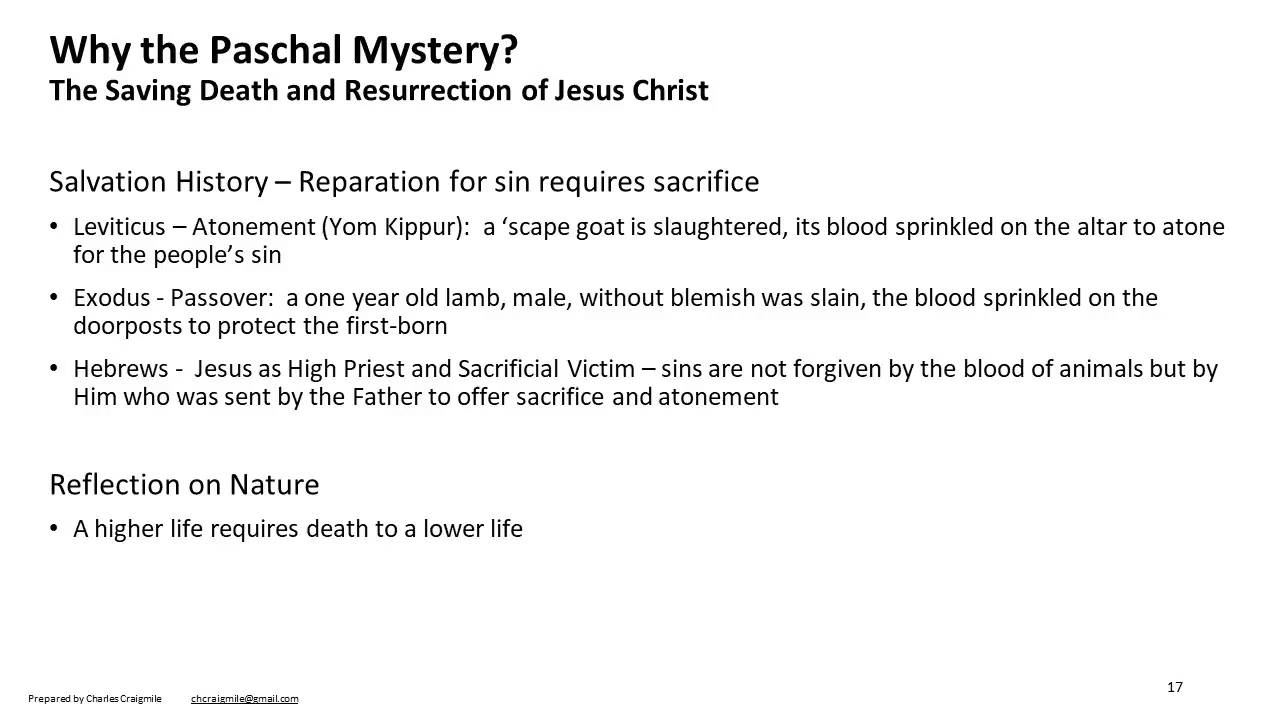 Why the Paschal Mystery?
The Saving Death and Resurrection of Jesus Christ
Salvation History – Reparation for sin requires sacrifice
• Leviticus – Atonement (Yom Kippur):  a ‘scape goat is slaughtered, its blood sprinkled on the altar to atone
for the people’s sin
• Exodus - Passover:  a one year old lamb, male, without blemish was slain, the blood sprinkled on the
doorposts to protect the first-born
• Hebrews -  Jesus as High Priest and Sacrificial Victim – sins are not forgiven by the blood of animals but by
Him who was sent by the Father to offer sacrifice and atonement
Reflection on Nature
• A higher life requires death to a lower life
17
Prepared by Charles Craigmile chcraigmile@gmail.com